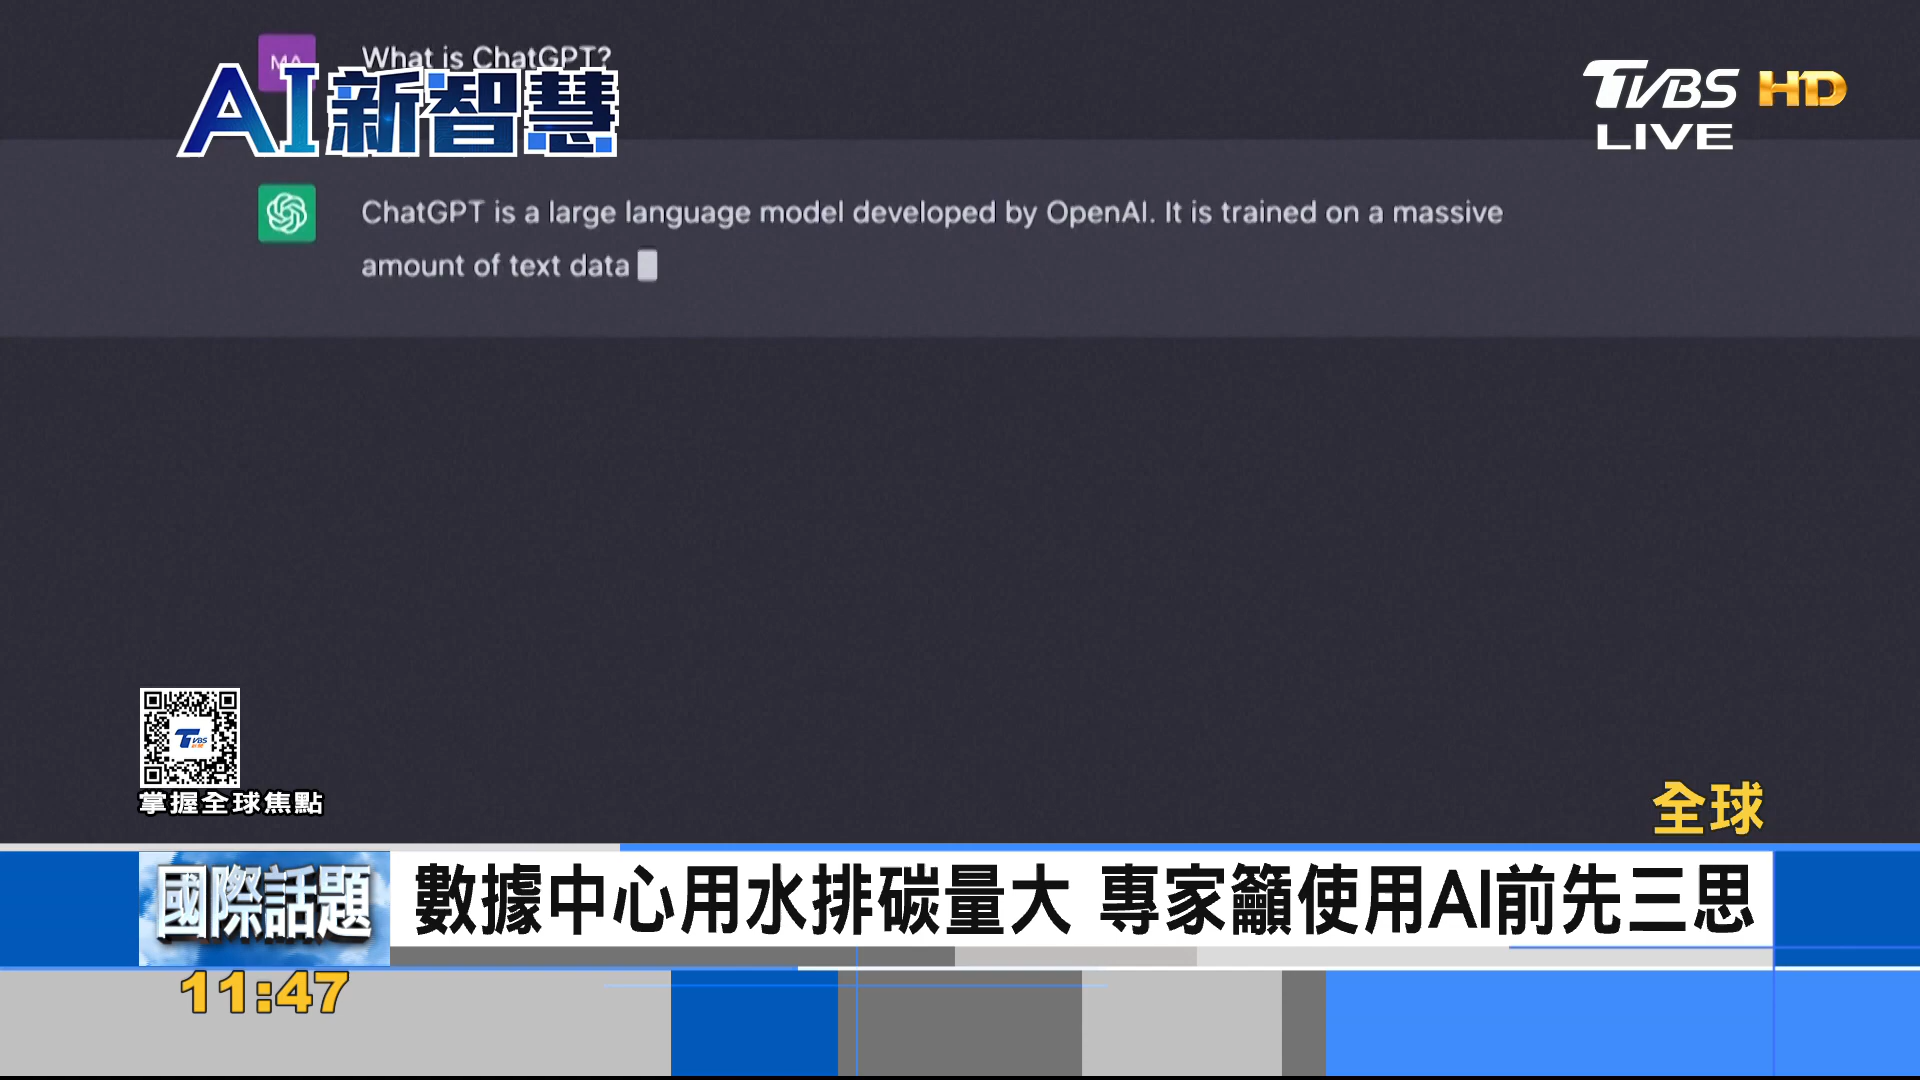 What is ChatGPT?
MA
AI新智慧
TVBS HD
LIVE
ChatGPT is a large language model developed by OpenAI. It is trained on a massive
amount of text data
TVBS
掌握全球焦點
全球
國際話題
數據中心用水排碳量大 專家籲使用AI前先三思
11:47